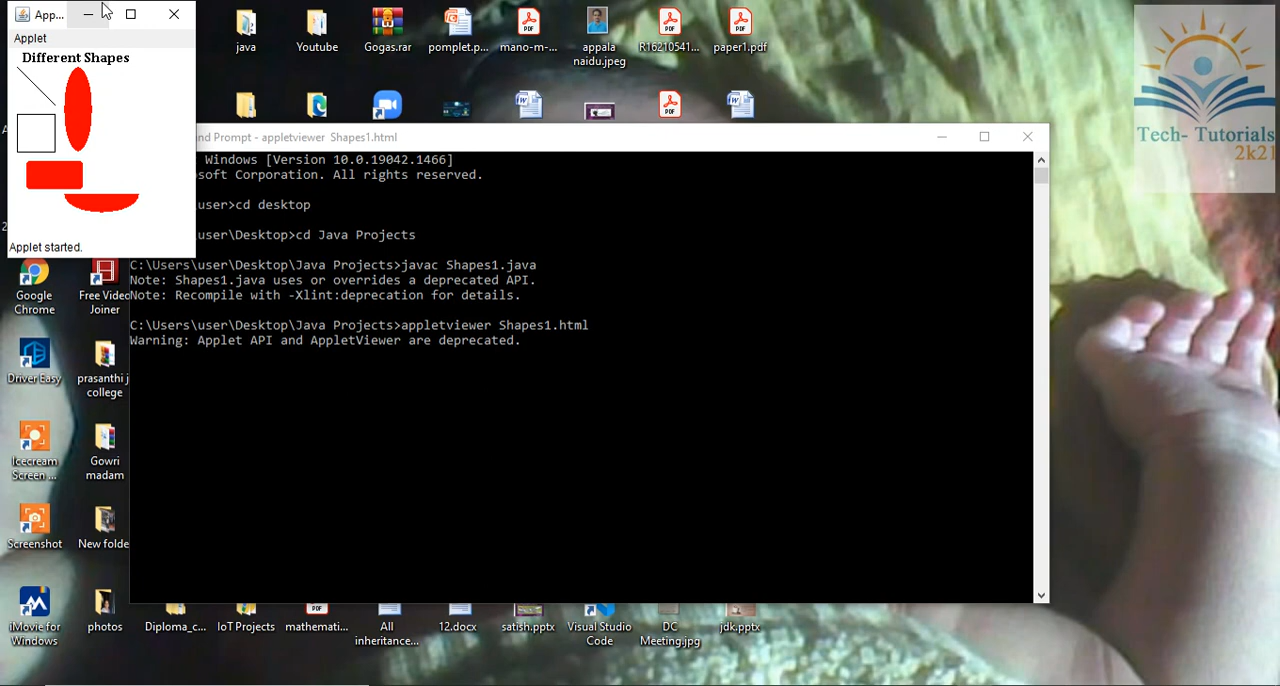 App...
Applet
Different Shapes
Applet started.
java
Youtube
Gogas.rar
pomplet.p...
mano-m-...
appala
naidu.jpeg
R16210541...
paper1.pdf
Tech- Tutorials
2k21
nd Prompt - appletviewer Shapes1.html
Windows [Version 10.0.19042.1466]
soft Corporation. All rights reserved.
user>cd desktop
user\Desktop>cd Java Projects
C:\Users\user\Desktop\Java Projects>javac Shapes1.java
Note: Shapes1.java uses or overrides a deprecated API.
Note: Recompile with -Xlint:deprecation for details.
C:\Users\user\Desktop\Java Projects>appletviewer Shapes1.html
Warning: Applet API and AppletViewer are deprecated.
Google
Chrome
Free Video
Joiner
Driver Easy
prasanthi j
college
Icecream
Screen ...
Gowri
madam
Screenshot
New folde
iMovie for
Windows
photos
Diploma_c...
IoT Projects
mathemati...
All
inheritance...
12.docx
satish.pptx
Visual Studio
Code
DC
Meeting.jpg
jdk.pptx